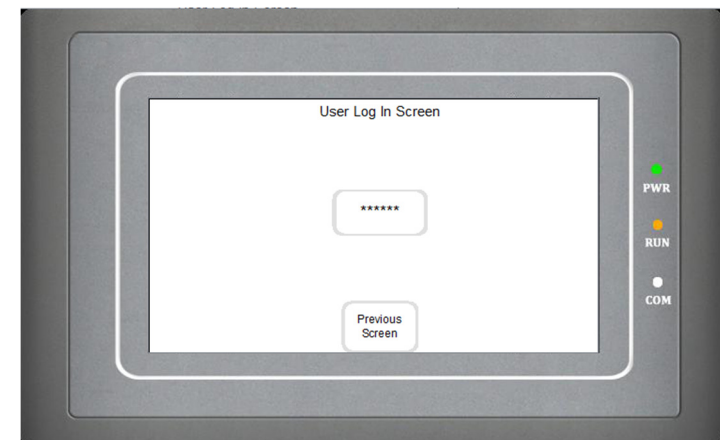 User Log In Screen
******
Previous
Screen
PWR
RUN
COM